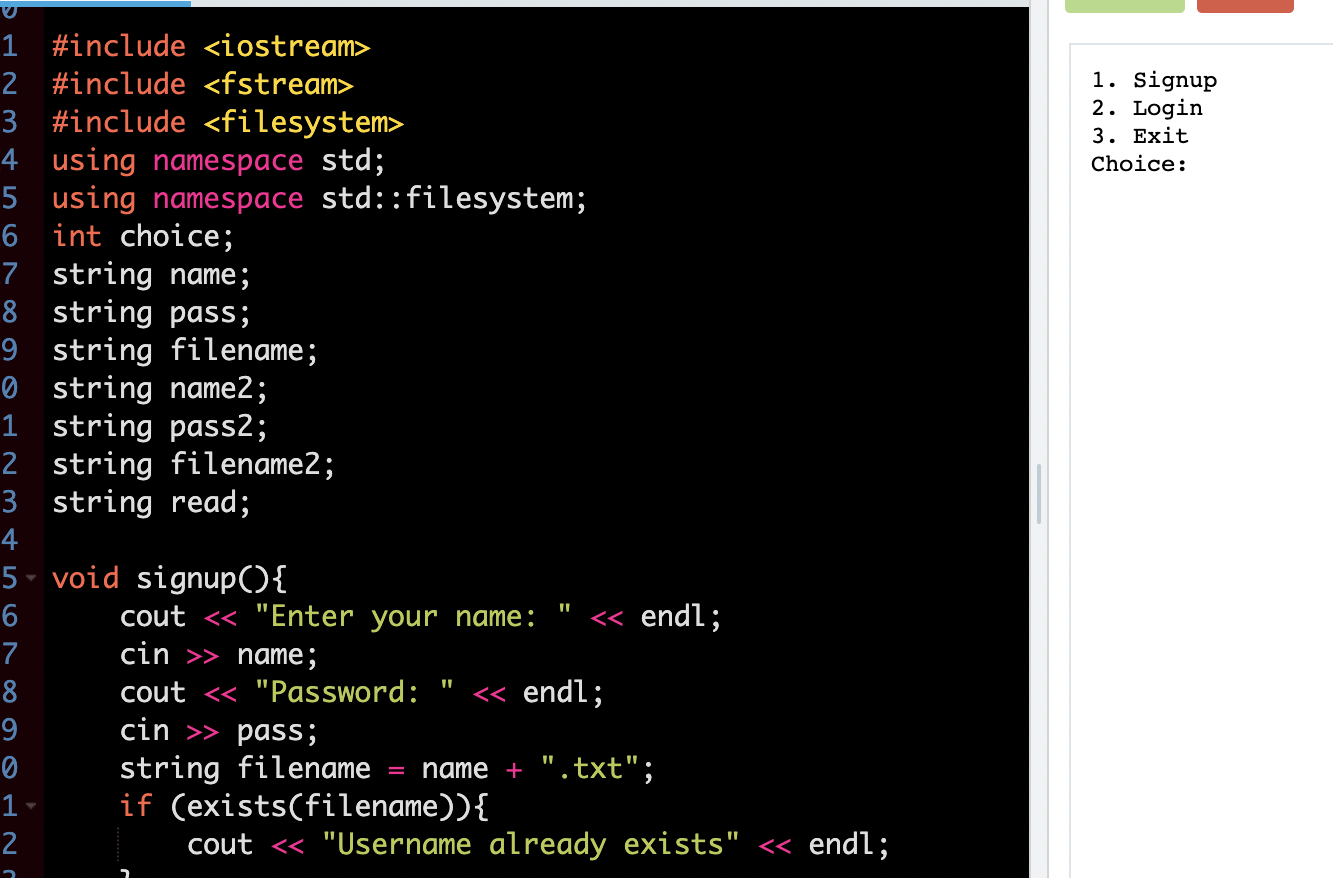 0
1 #include <iostream>
2 #include <fstream>
3 #include <filesystem>
4 using namespace std;
5 using namespace std::filesystem;
6 int choice;
7 string name;
8 string pass;
9 string filename;
0 string name2;
1 string pass2;
2 string filename2;
3 string read;
4
5 void signup(){
6 cout << "Enter your name: " << endl;
7 cin >> name;
8 cout << "Password: " << endl;
9 cin >> pass;
0 string filename = name + ".txt";
1 if (exists(filename)){
2 cout << "Username already exists" << endl;
3 }
1. Signup
2. Login
3. Exit
Choice: